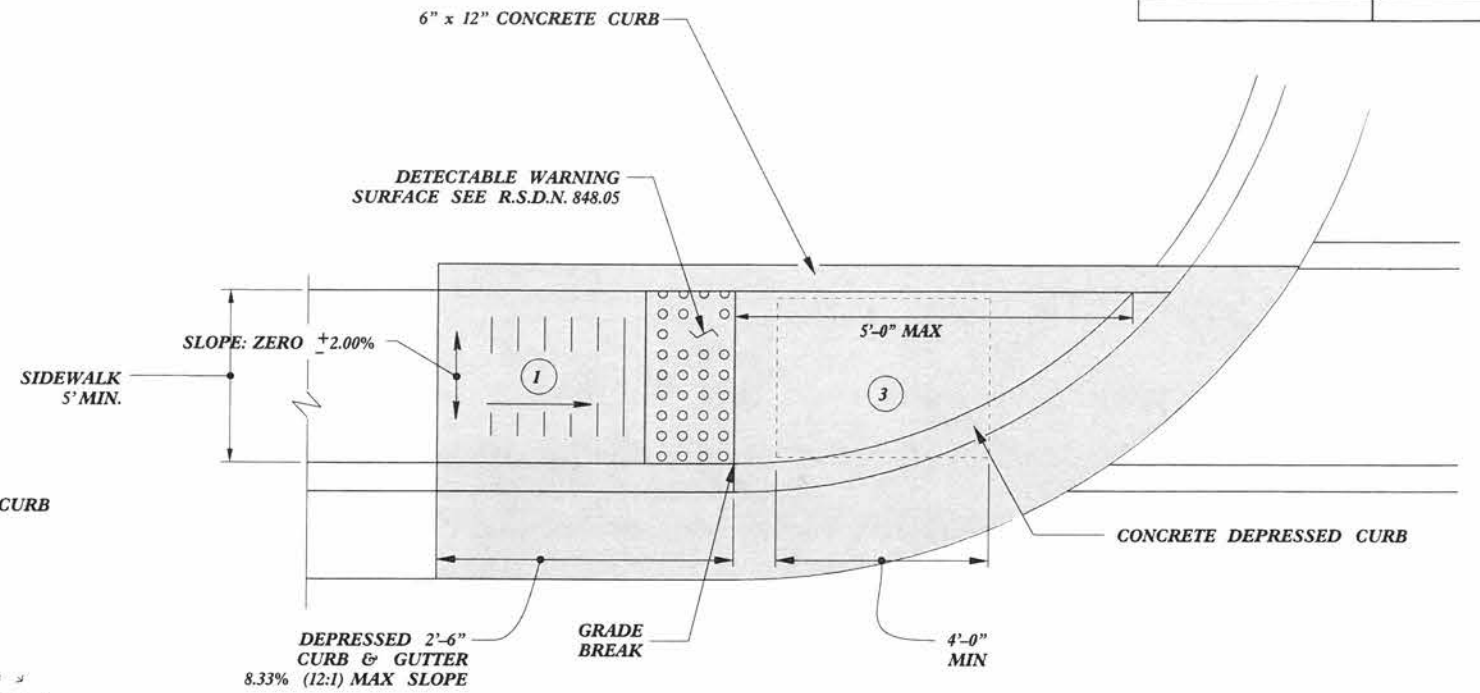 6" x 12" CONCRETE CURB
DETECTABLE WARNING
SURFACE SEE R.S.D.N. 848.05
5'-0" MAX
SLOPE: ZERO ±2.00%
1
3
SIDEWALK
5' MIN.
CURB
CONCRETE DEPRESSED CURB
DEPRESSED 2'-6"
CURB & GUTTER
8.33% (12:1) MAX SLOPE
GRADE
BREAK
4'-0"
MIN